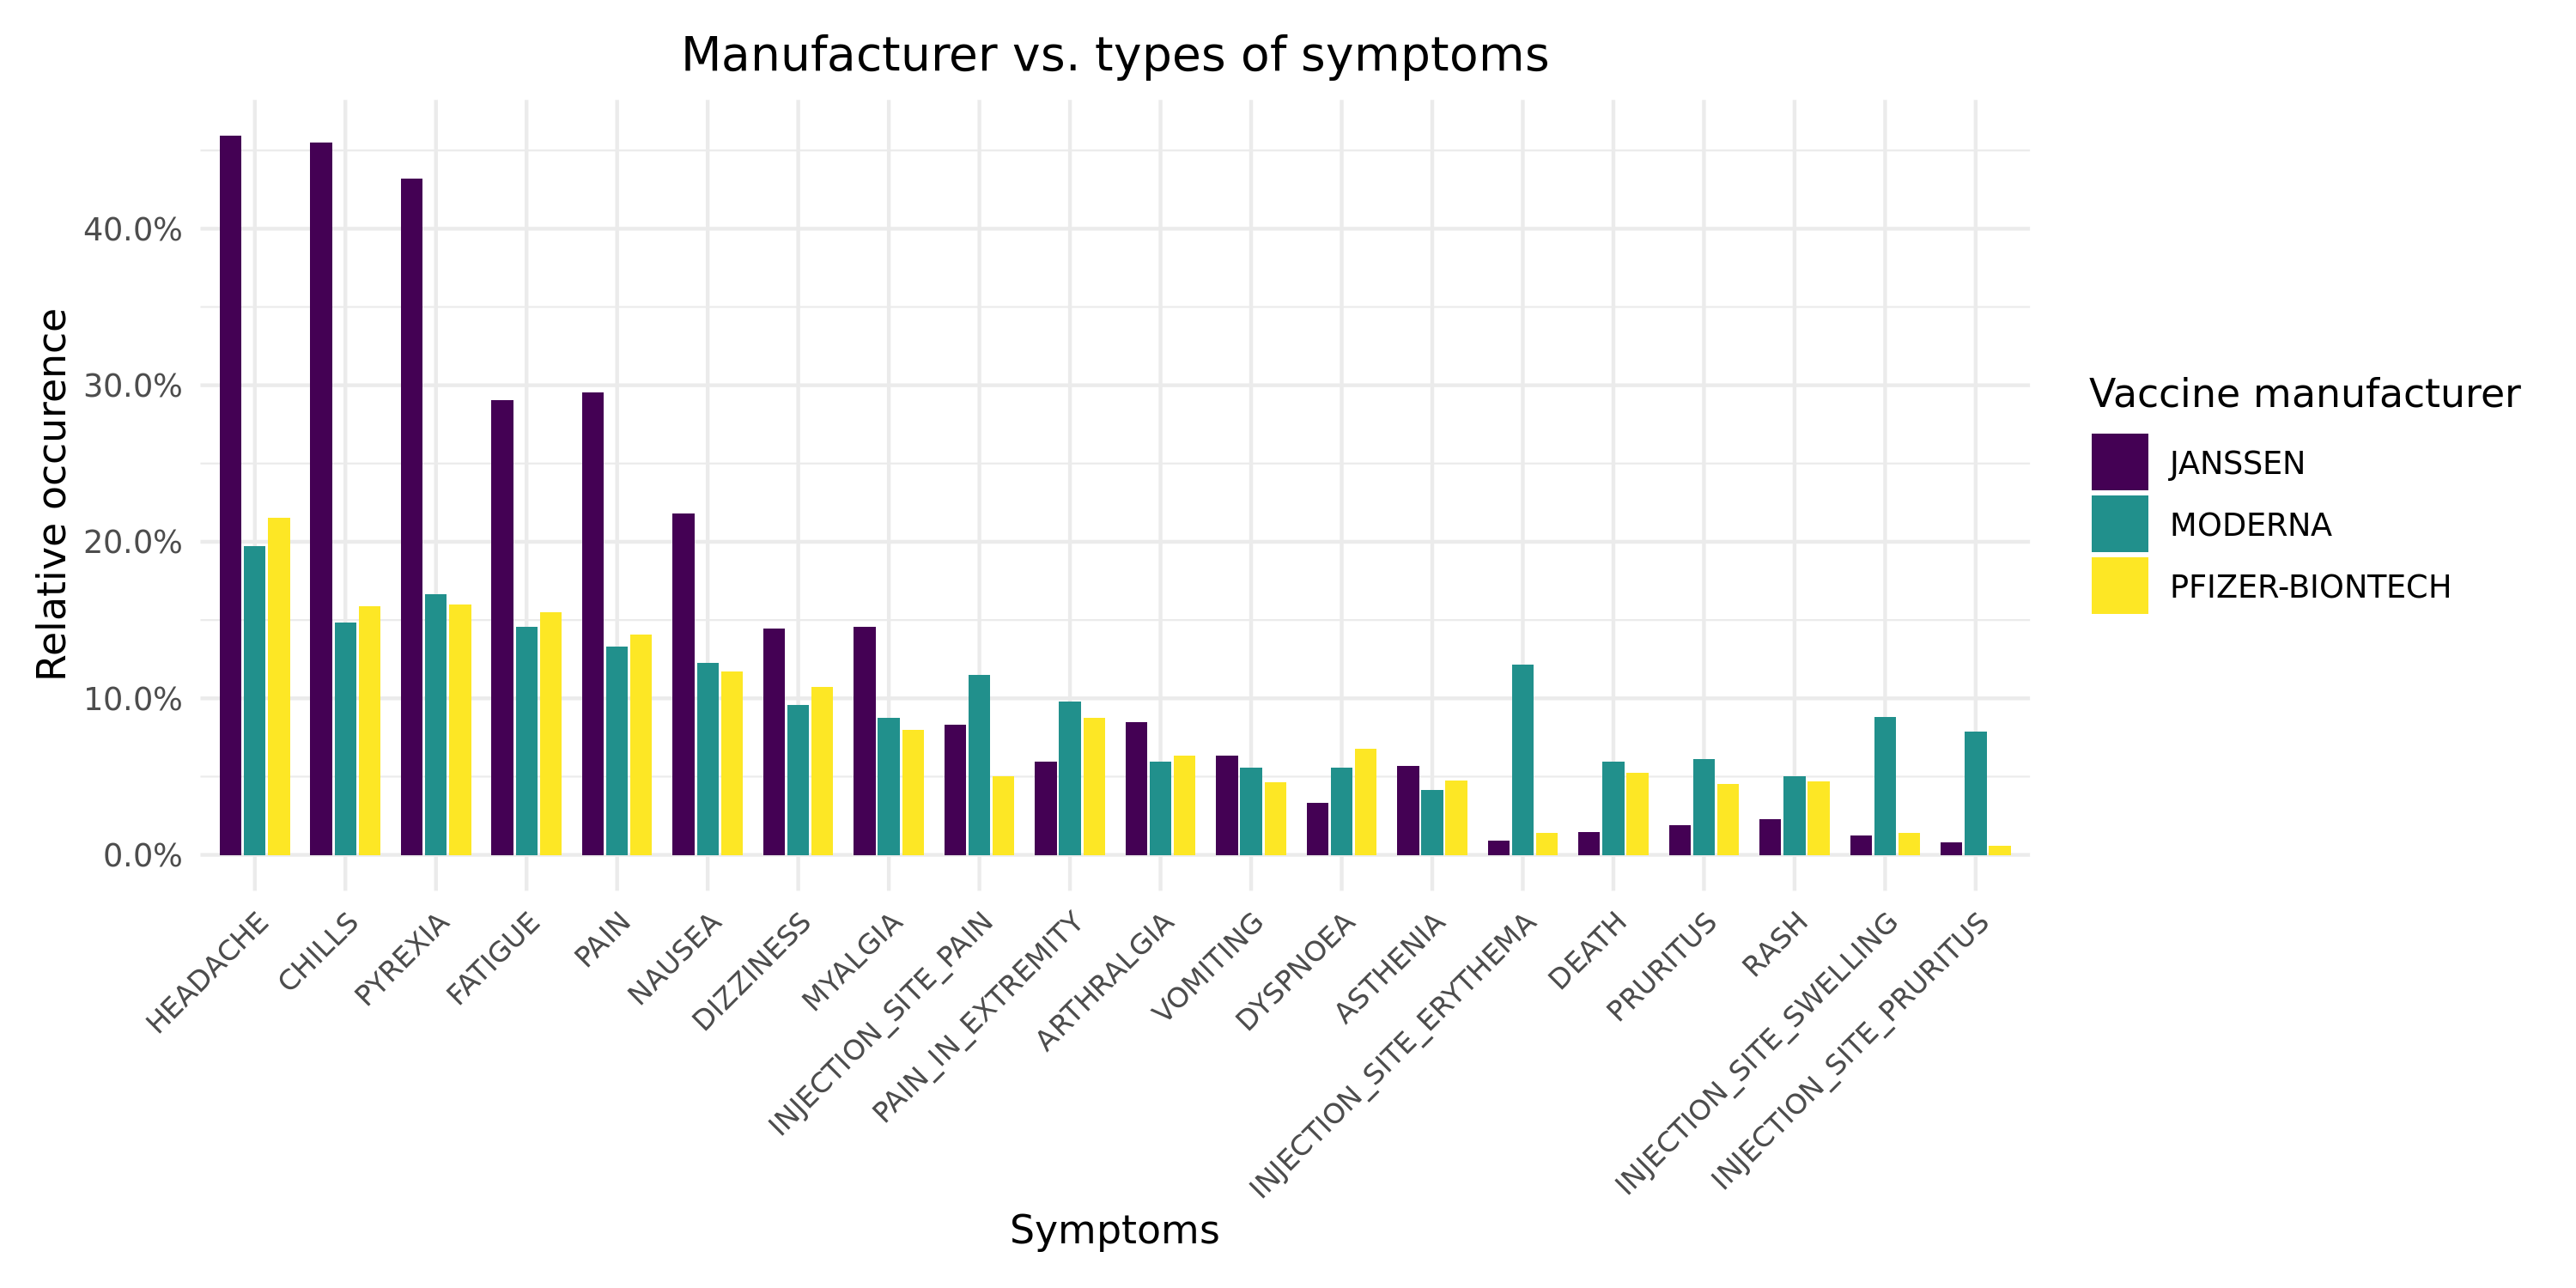 Manufacturer vs. types of symptoms
Relative occurence
40.0%
30.0%
20.0%
10.0%
0.0%
HEADACHE
CHILLS
PYREXIA
FATIGUE
PAIN
NAUSEA
DIZZINESS
MYALGIA
INJECTION_SITE_PAIN
PAIN_IN_EXTREMITY
ARTHRALGIA
VOMITING
DYSPNOEA
ASTHENIA
INJECTION_SITE_ERYTHEMA
DEATH
PRURITUS
RASH
INJECTION_SITE_SWELLING
INJECTION_SITE_PRURITUS
Symptoms
Vaccine manufacturer
JANSSEN
MODERNA
PFIZER-BIONTECH